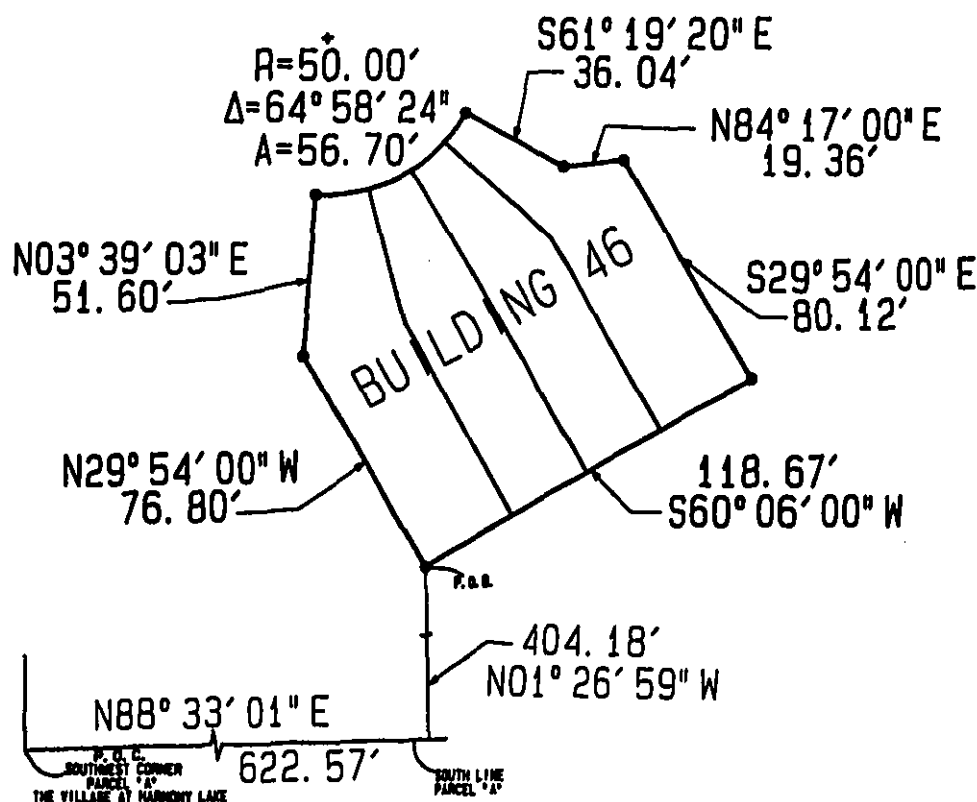 R=50.00'
Δ=64°58'24"
A=56.70'
S61°19'20"E
36.04'
N84°17'00"E
19.36'
N03°39'03"E
51.60'
S29°54'00"E
80.12'
BUILDING 46
N29°54'00"W
76.80'
118.67'
S60°06'00"W
P.O.B.
404.18'
N01°26'59"W
N88°33'01"E
622.57'
P.O.C.
SOUTHWEST CORNER
PARCEL "A"
THE VILLAGE AT HARMONY LAKE
SOUTH LINE
PARCEL "A"